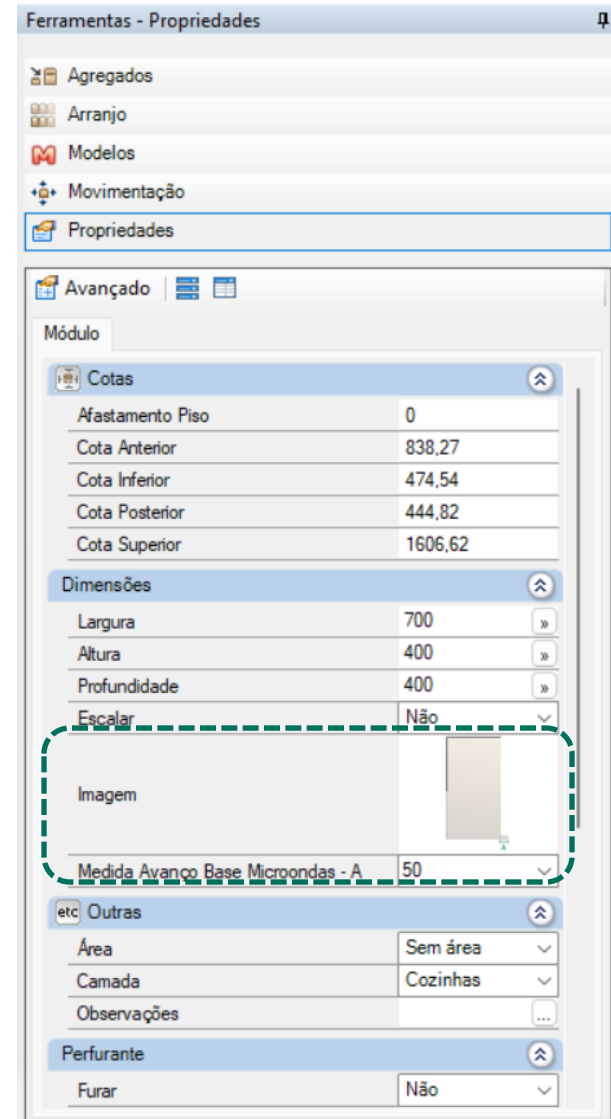 Ferramentas - Propriedades
Agregados
Arranjo
Modelos
Movimentação
Propriedades
Avançado
Módulo
Cotas
Afastamento Piso 0
Cota Anterior 838,27
Cota Inferior 474,54
Cota Posterior 444,82
Cota Superior 1606,62
Dimensões
Largura 700 »
Altura 400 »
Profundidade 400 »
Escalar Não
Imagem
A
Medida Avanço Base Microondas - A 50
etc Outras
Área Sem área
Camada Cozinhas
Observações ...
Perfurante
Furar Não